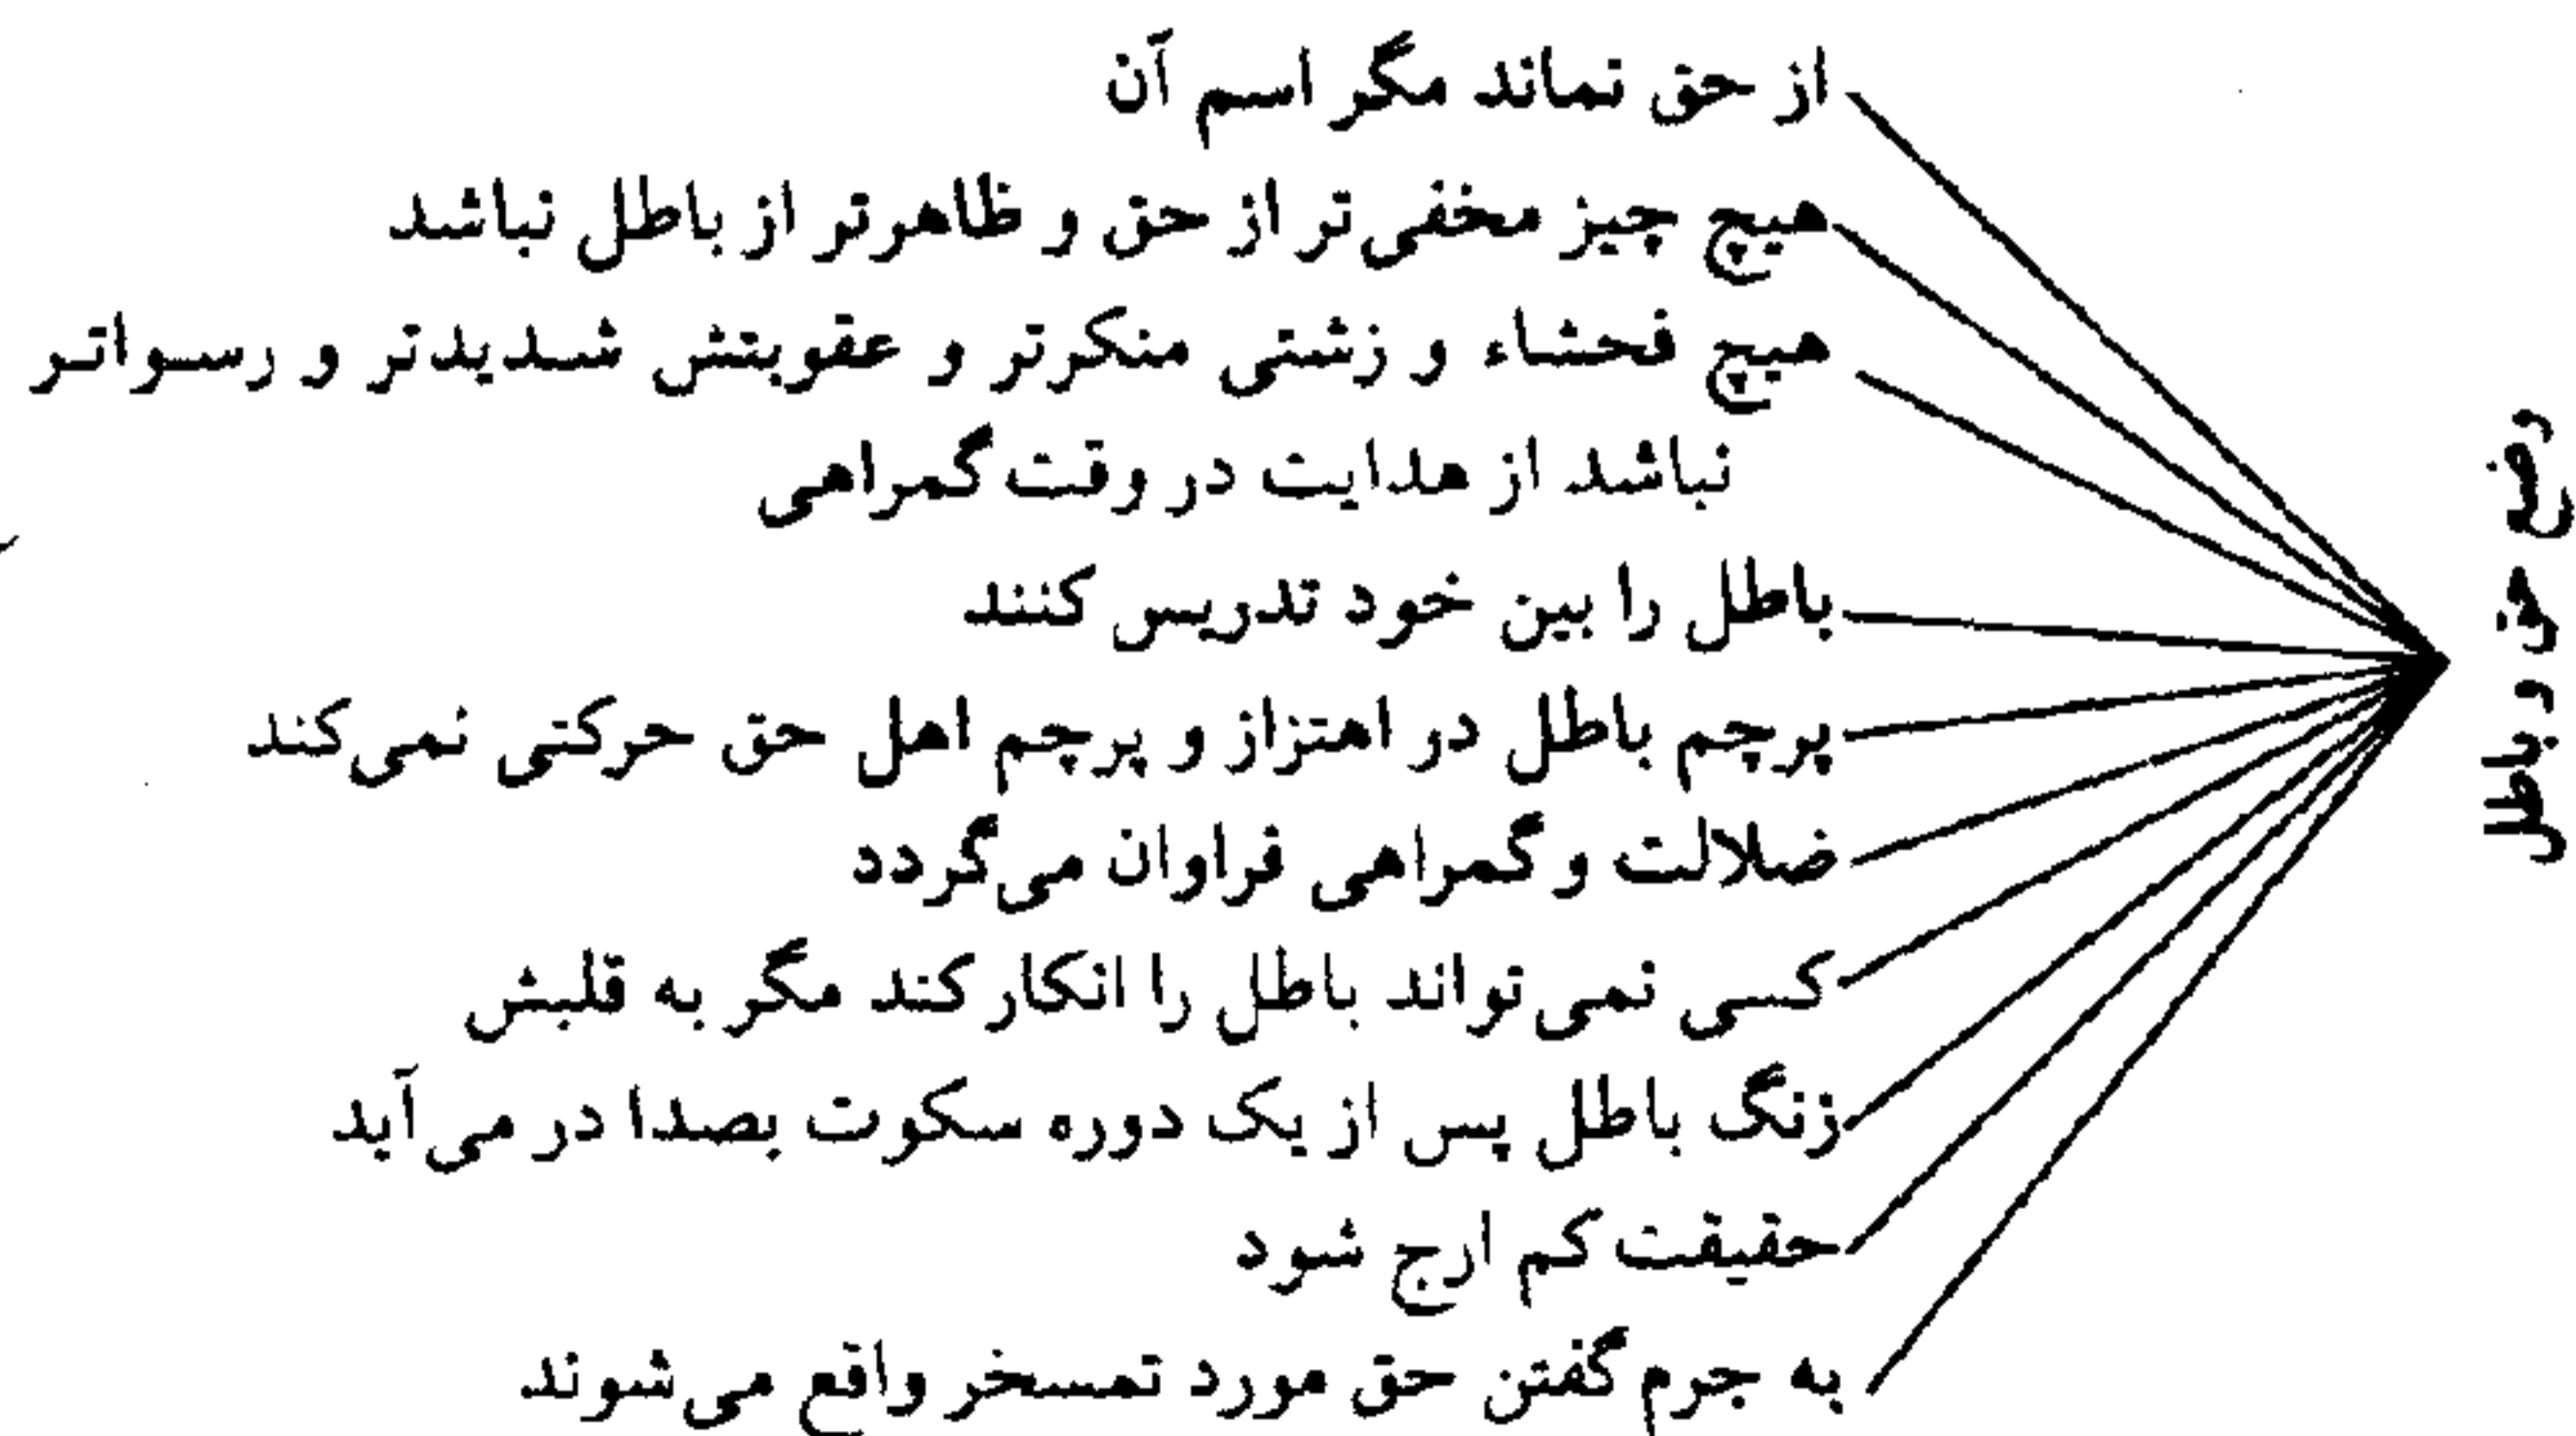 وضع حق و باطل
از حق نماند مگر اسم آن
هیچ چیز مخفی‌تر از حق و ظاهرتر از باطل نباشد
هیچ فحشاء و زشتی منکرتر و عقوبتش شدیدتر و رسواتر
نباشد از هدایت در وقت گمراهی
باطل را بین خود تدریس کنند
پرچم باطل در اهتزاز و پرچم اهل حق حرکتی نمی‌کند
ضلالت و گمراهی فراوان می‌گردد
کسی نمی‌تواند باطل را انکار کند مگر به قلبش
زنگ باطل پس از یک دوره سکوت بصدا در می‌آید
حقیقت کم ارج شود
به جرم گفتن حق مورد تمسخر واقع می‌شوند